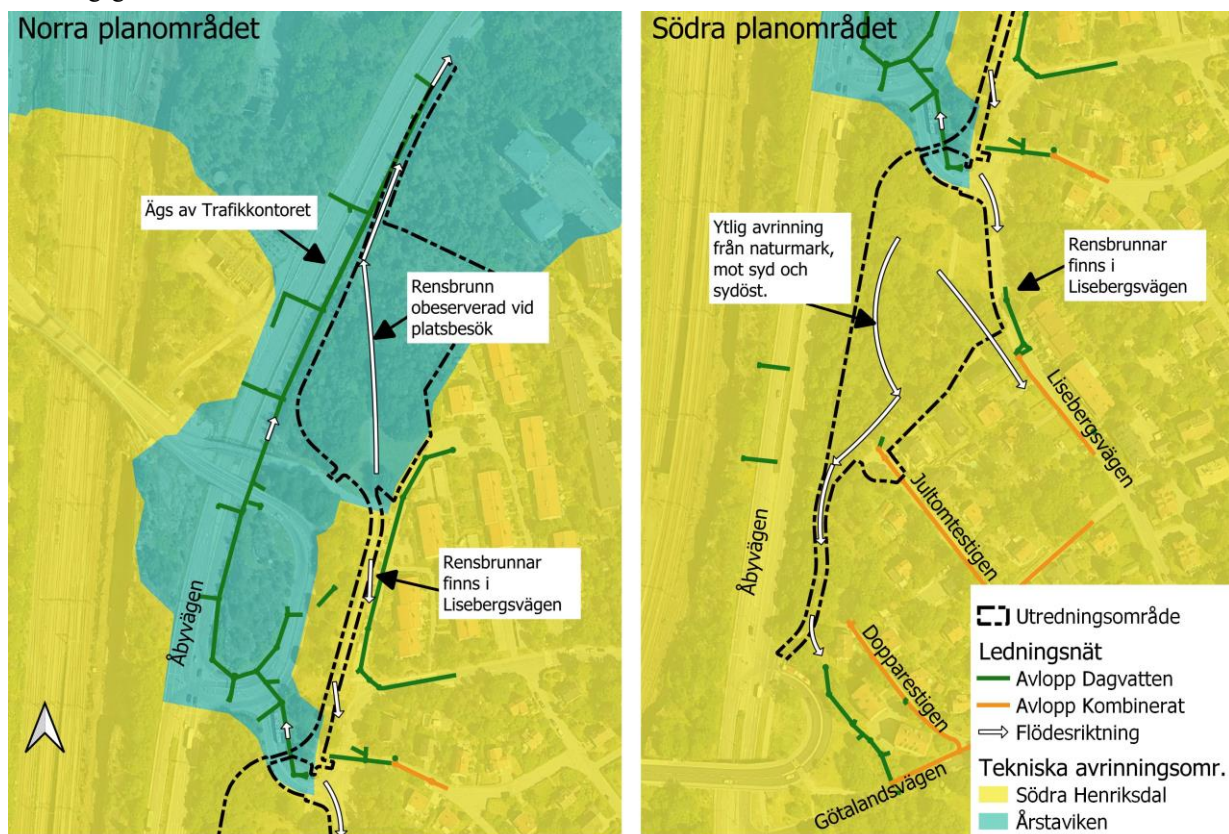 Norra planområdet
Ägs av Trafikkontoret
Rensbrunn
obeserverad vid
platsbesök
Rensbrunnar
finns i
Lisebergsvägen
Åbyvägen
Södra planområdet
Ytlig avrinning
från naturmark,
mot syd och
sydöst.
Rensbrunnar
finns i
Lisebergsvägen
Lisebergsvägen
Jultomtestigen
Åbyvägen
Dopparestigen
Götalandsvägen
Utredningsområde
Ledningsnät
Avlopp Dagvatten
Avlopp Kombinerat
Flödesriktning
Tekniska avrinningsomr.
Södra Henriksdal
Årstaviken